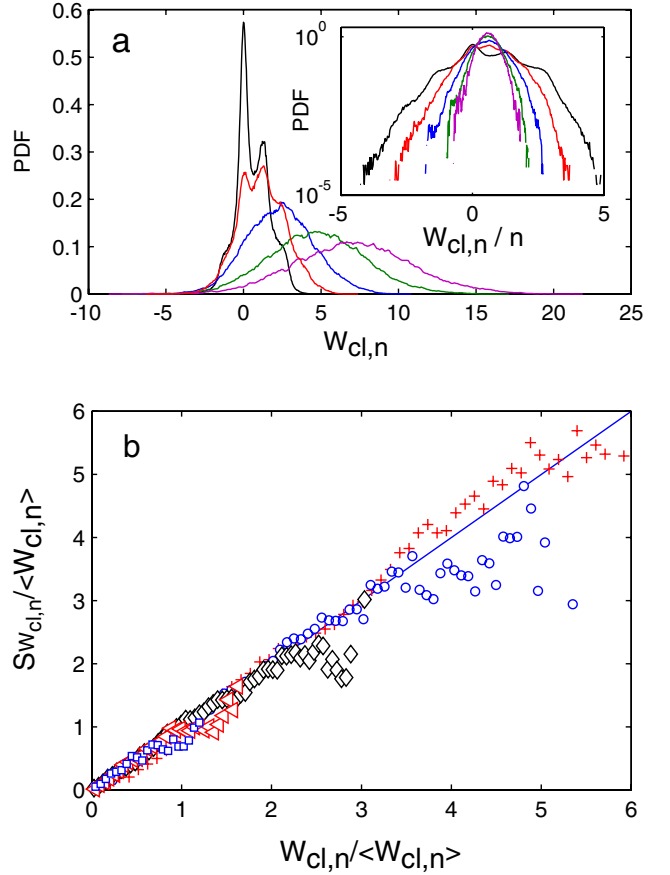 a
PDF
0.6
0.5
0.4
0.3
0.2
0.1
0
-10 -5 0 5 10 15 20 25
W_cl,n
PDF
10^0
10^-5
-5 0 5
W_cl,n / n
b
S_W_cl,n/<W_cl,n>
6
5
4
3
2
1
0
0 1 2 3 4 5 6
W_cl,n/<W_cl,n>